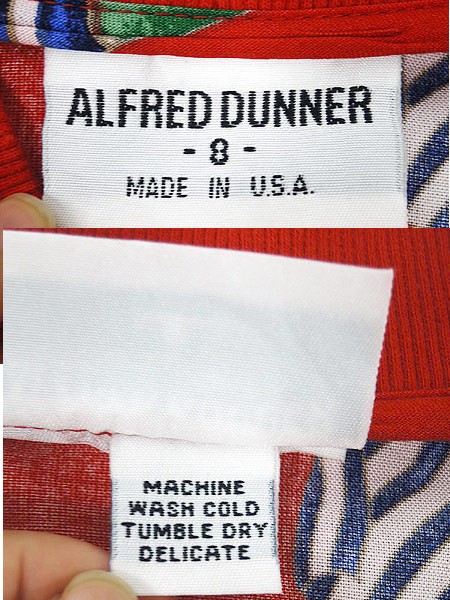 ALFRED DUNNER
- 8 -
MADE IN U.S.A.
MACHINE
WASH COLD
TUMBLE DRY
DELICATE